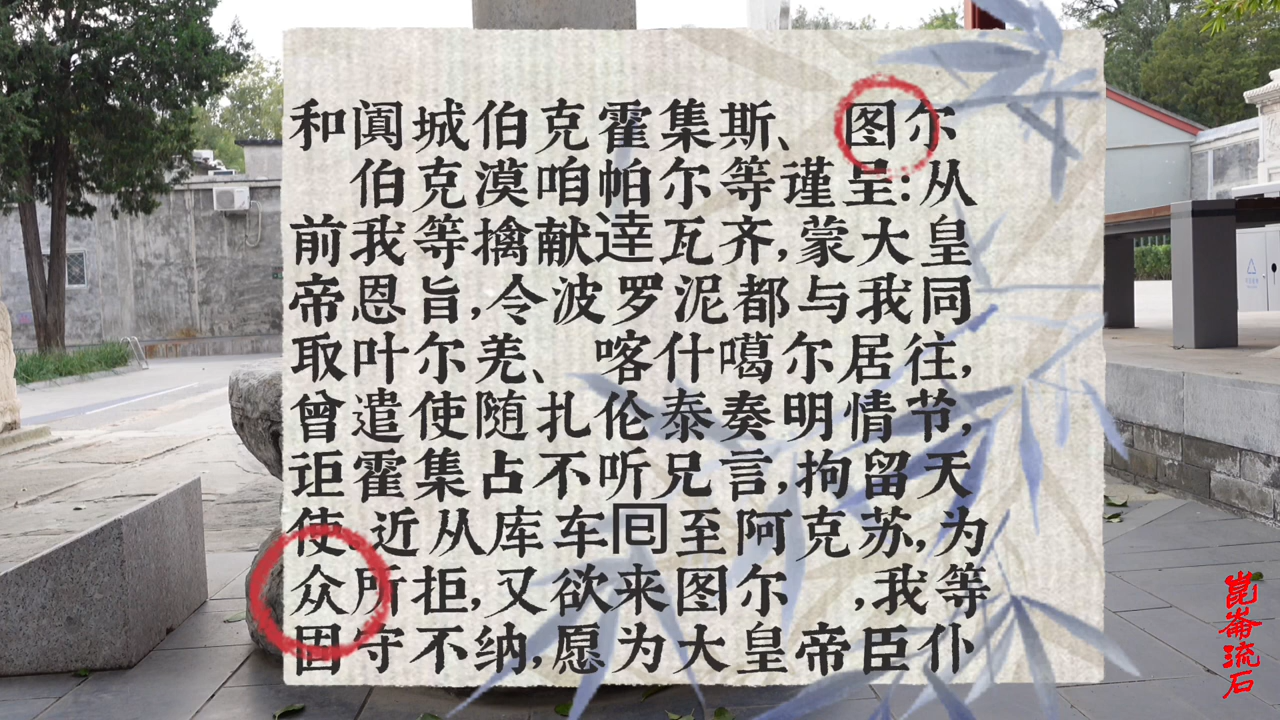 和阗城伯克霍集斯、 图尔
伯克漠咱帕尔等谨呈:从
前我等擒献逹瓦齐,蒙大皇
帝恩旨,令波罗泥都与我同
取叶尔羌、 喀什噶尔居往,
曾遣使随扎伦泰奏明情节,
讵霍集占不听兄言,拘留天
使.近从库车囘至阿克苏,为
众所拒,又欲来图尔 ,我等
固守不纳,愿为大皇帝臣仆
崑崙流石